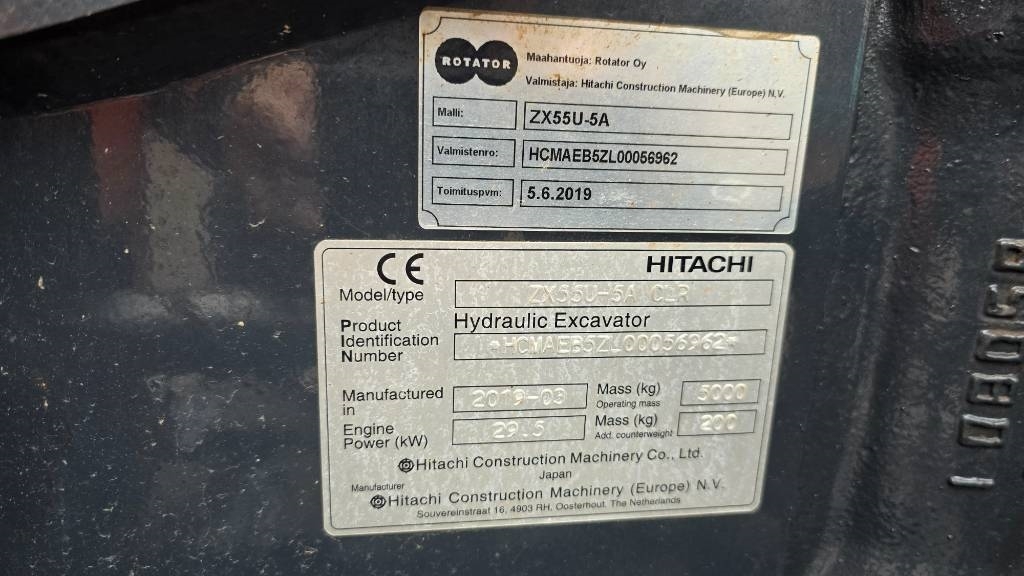 ROTATOR
Maahantuoja: Rotator Oy
Valmistaja: Hitachi Construction Machinery (Europe) N.V.
Malli: ZX55U-5A
Valmistenro: HCMAEB5ZL00056962
Toimituspvm: 5.6.2019
CE HITACHI
Model/type ZX55U-5A CLR
Hydraulic Excavator
Product
Identification *HCMAEB5ZL00056962*
Number
Manufactured in 2019-03 Mass (kg) 5000
Operating mass
Engine Power (kW) 29.5 Mass (kg) 200
Add. counterweight
Hitachi Construction Machinery Co., Ltd.
Japan
Manufacturer
Hitachi Construction Machinery (Europe) N.V.
Souvereinstraat 16, 4903 RH, Oosterhout, The Netherlands